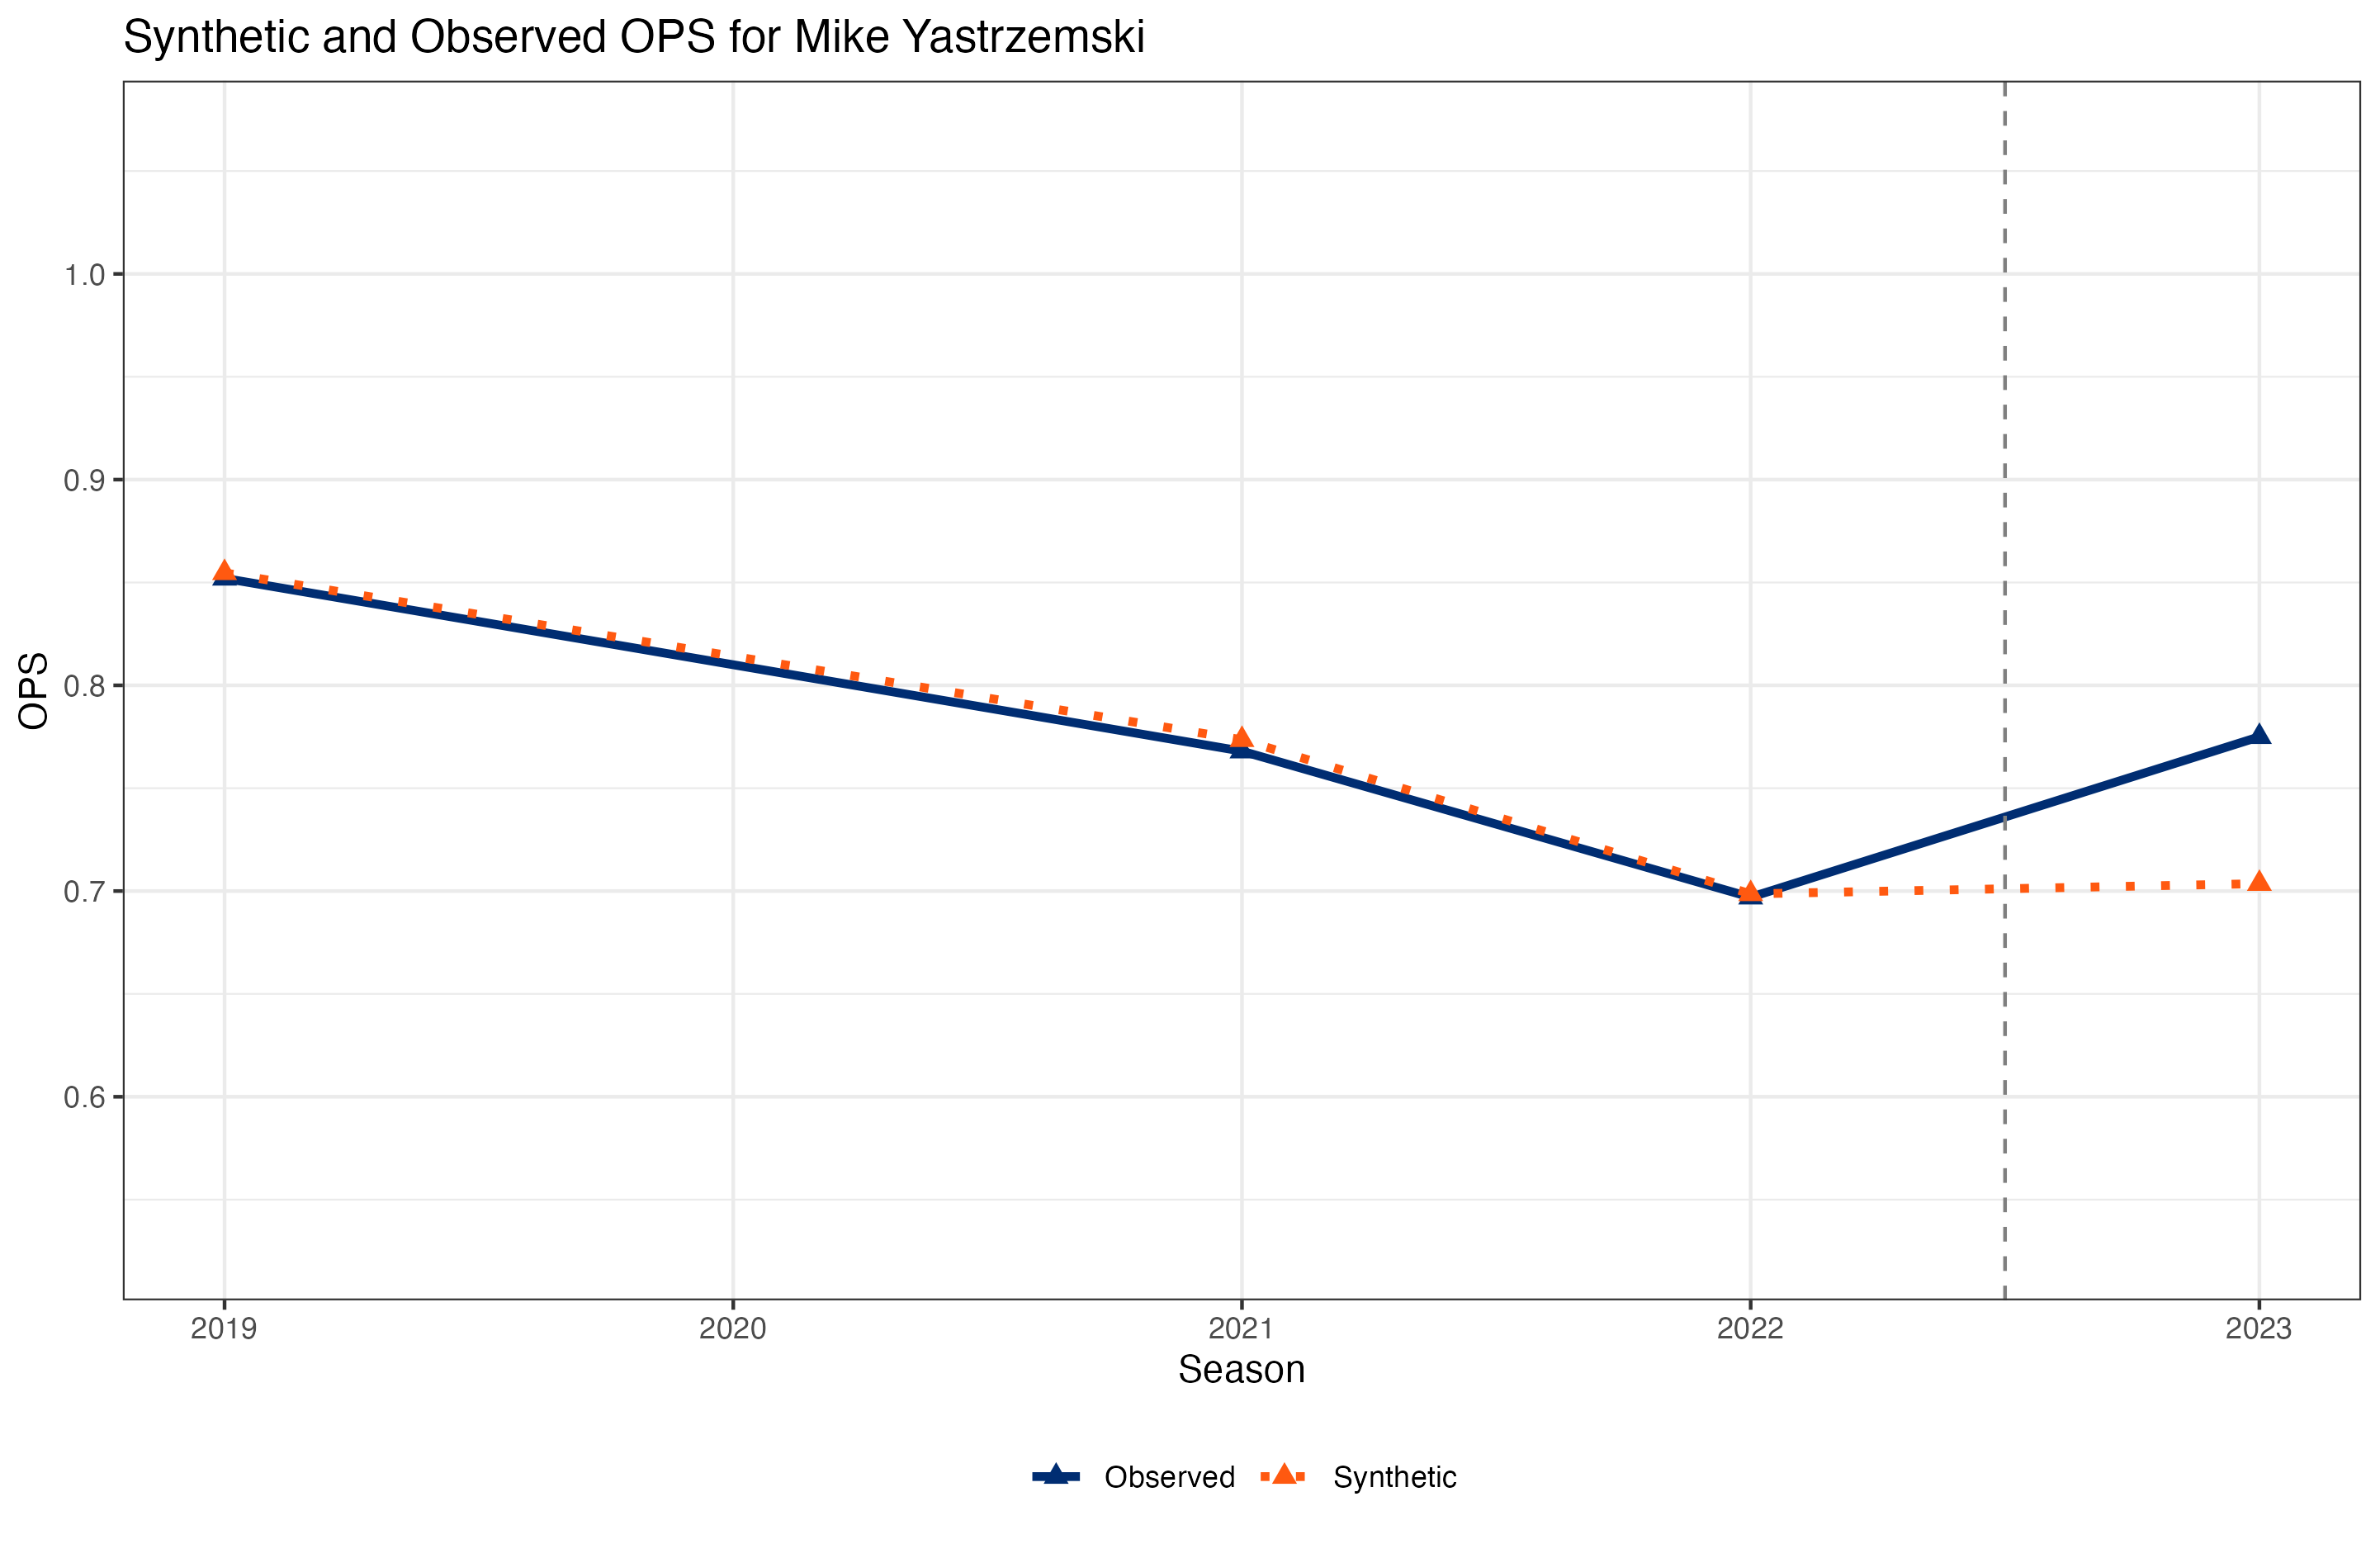 Synthetic and Observed OPS for Mike Yastrzemski
OPS
1.0
0.9
0.8
0.7
0.6
2019 2020 2021 2022 2023
Season
Observed Synthetic